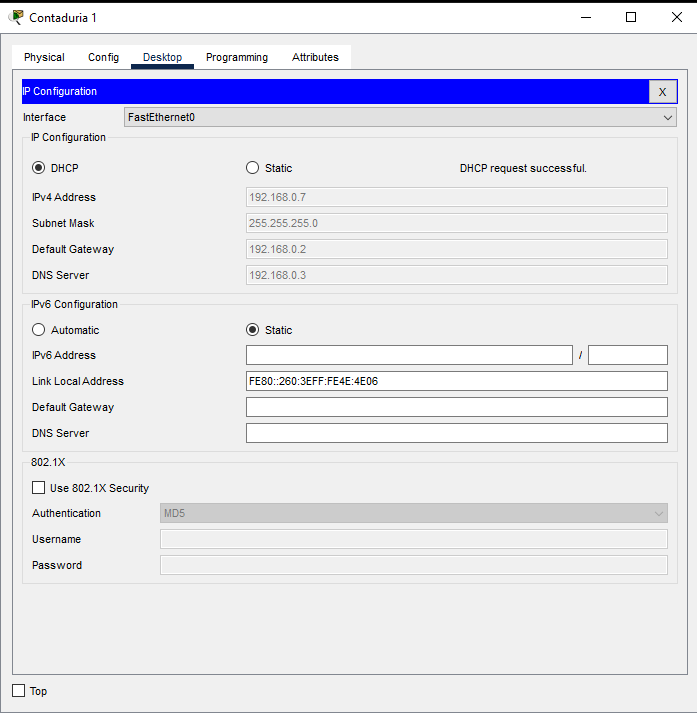 Contaduria 1
Physical Config Desktop Programming Attributes
IP Configuration X
Interface FastEthernet0
IP Configuration
DHCP Static DHCP request successful.
IPv4 Address 192.168.0.7
Subnet Mask 255.255.255.0
Default Gateway 192.168.0.2
DNS Server 192.168.0.3
IPv6 Configuration
Automatic Static
IPv6 Address /
Link Local Address FE80::260:3EFF:FE4E:4E06
Default Gateway
DNS Server
802.1X
Use 802.1X Security
Authentication MD5
Username
Password
Top